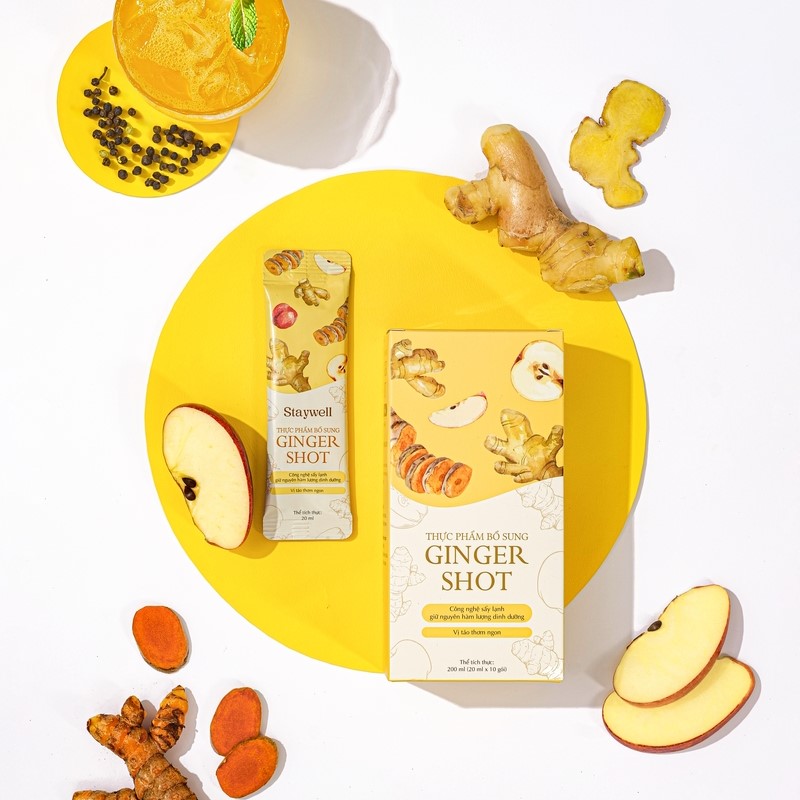 Staywell
THỰC PHẨM BỔ SUNG
GINGER
SHOT
Công nghệ sấy lạnh
giữ nguyên hàm lượng dinh dưỡng
Vị táo thơm ngon
Thể tích thực:
20 ml
THỰC PHẨM BỔ SUNG
GINGER
SHOT
Công nghệ sấy lạnh
giữ nguyên hàm lượng dinh dưỡng
Vị táo thơm ngon
Thể tích thực:
200 ml (20 ml x 10 gói)